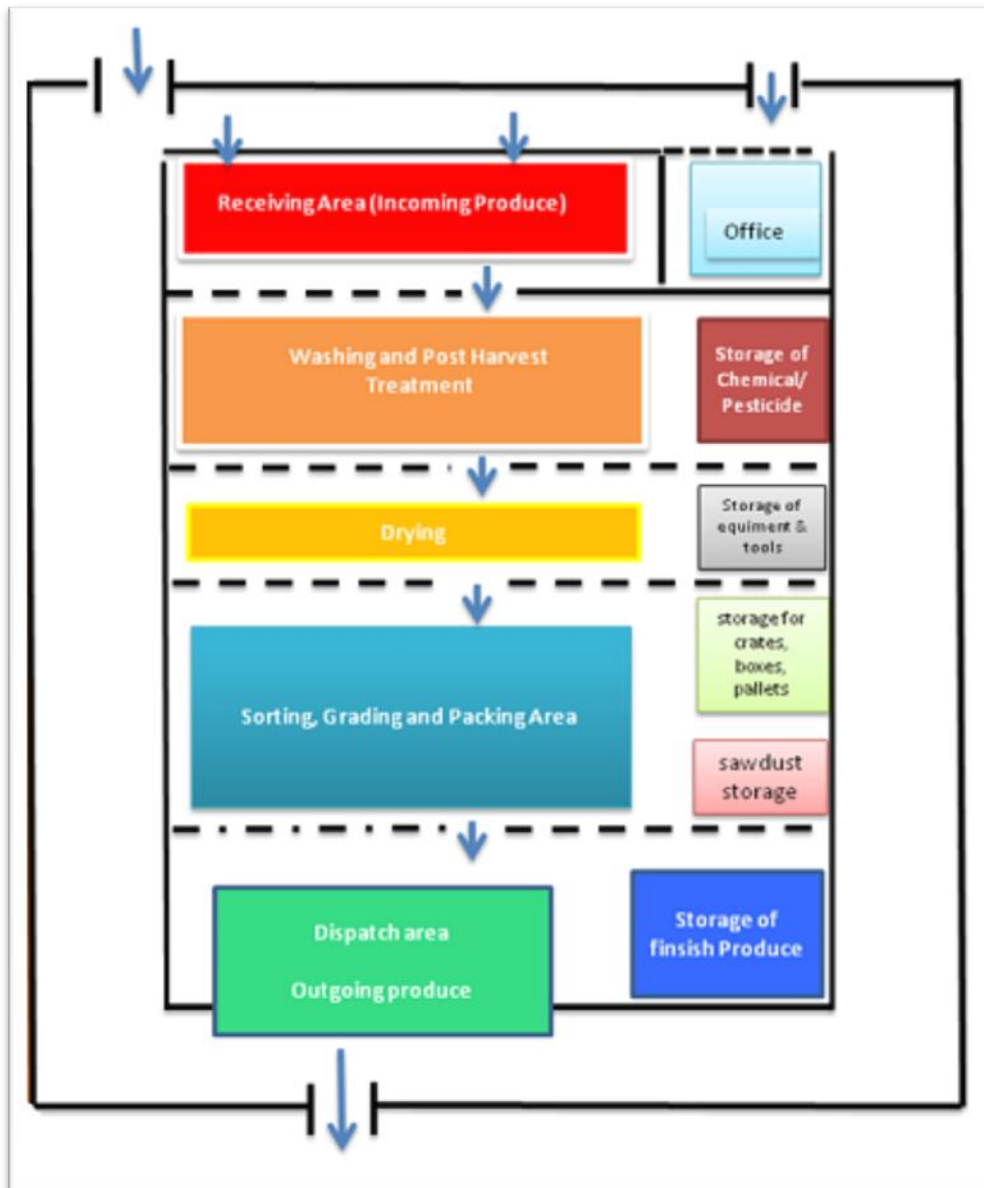 Receiving Area (Incoming Produce)
Office
Washing and Post Harvest
Treatment
Storage of
Chemical/
Pesticide
Drying
Storage of
equiment &
tools
Sorting, Grading and Packing Area
storage for
crates,
boxes,
pallets
sawdust
storage
Dispatch area
Outgoing produce
Storage of
finsish Produce